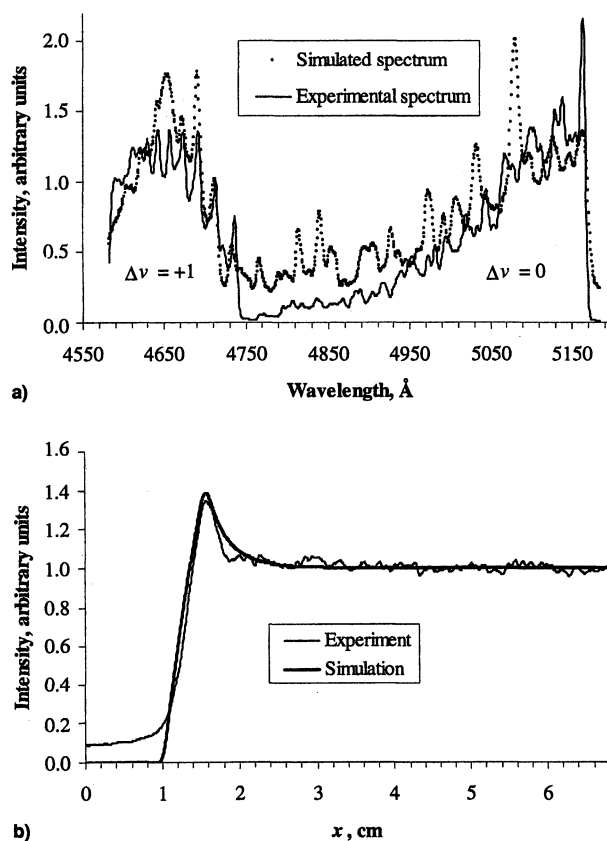 2.0
1.5
1.0
0.5
0.0
Intensity, arbitrary units
Simulated spectrum
Experimental spectrum
Δv = +1
Δv = 0
4550 4650 4750 4850 4950 5050 5150
Wavelength, Å
a)
1.6
1.4
1.2
1.0
0.8
0.6
0.4
0.2
0.0
Intensity, arbitrary units
Experiment
Simulation
0 1 2 3 4 5 6
x, cm
b)